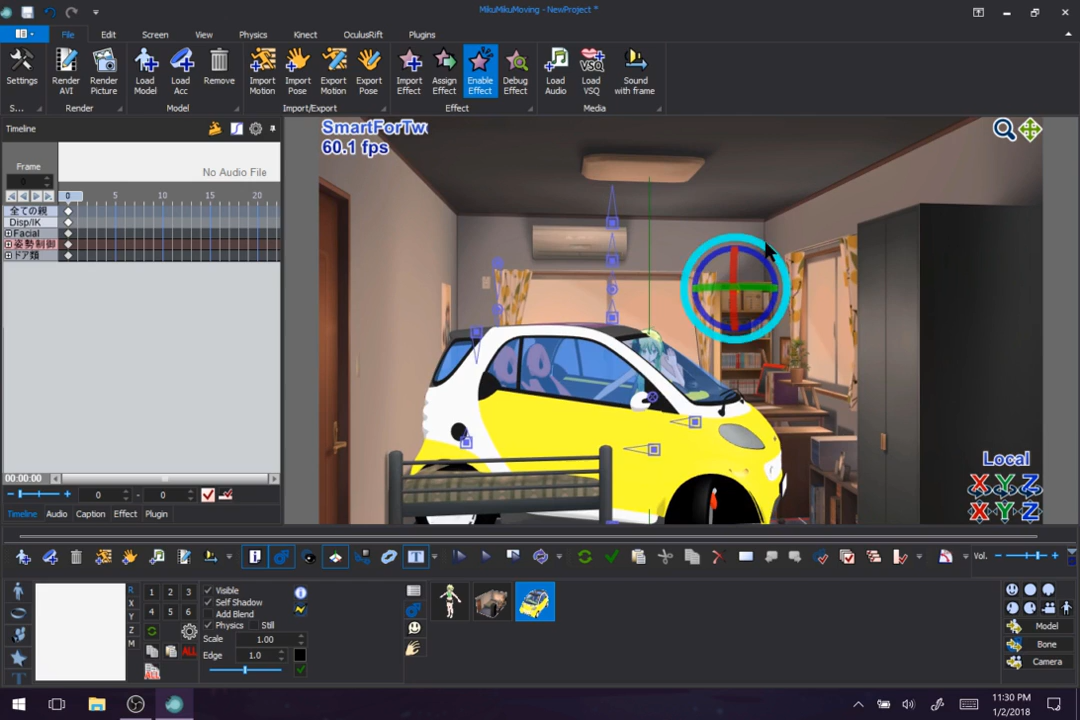 MikuMikuMoving - NewProject *
File Edit Screen View Physics Kinect OculusRift Plugins
Settings
Render AVI
Render Picture
Load Model
Load Acc
Remove
Import Motion
Import Pose
Export Motion
Export Pose
Import Effect
Assign Effect
Enable Effect
Debug Effect
Load Audio
Load VSQ
Sound with frame
S... Render Model Import/Export Effect Media
Timeline
SmartForTw
60.1 fps
Frame
No Audio File
0
0 5 10 15 20
全ての親
Disp/IK
Facial
姿勢制御
ドア類
Local
X Y Z
X Y Z
00:00:00
0 - 0
Timeline Audio Caption Effect Plugin
Vol.
R
X
Y
Z
M
1 2 3
4 5 6
ALL
ALL
Visible
Self Shadow
Add Blend
Physics Still
Scale 1.00
Edge 1.0
Model
Bone
Camera
11:30 PM
1/2/2018